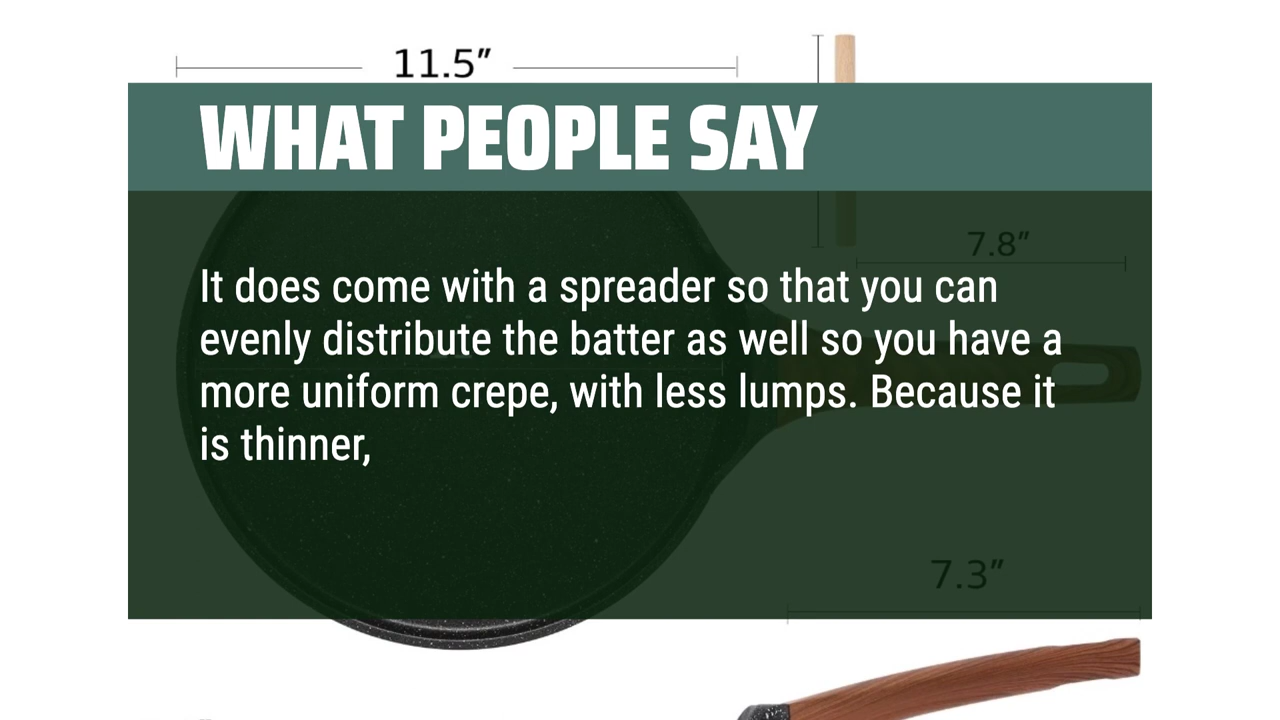 11.5"
WHAT PEOPLE SAY
7.8"
It does come with a spreader so that you can
evenly distribute the batter as well so you have a
more uniform crepe, with less lumps. Because it
is thinner,
7.3"